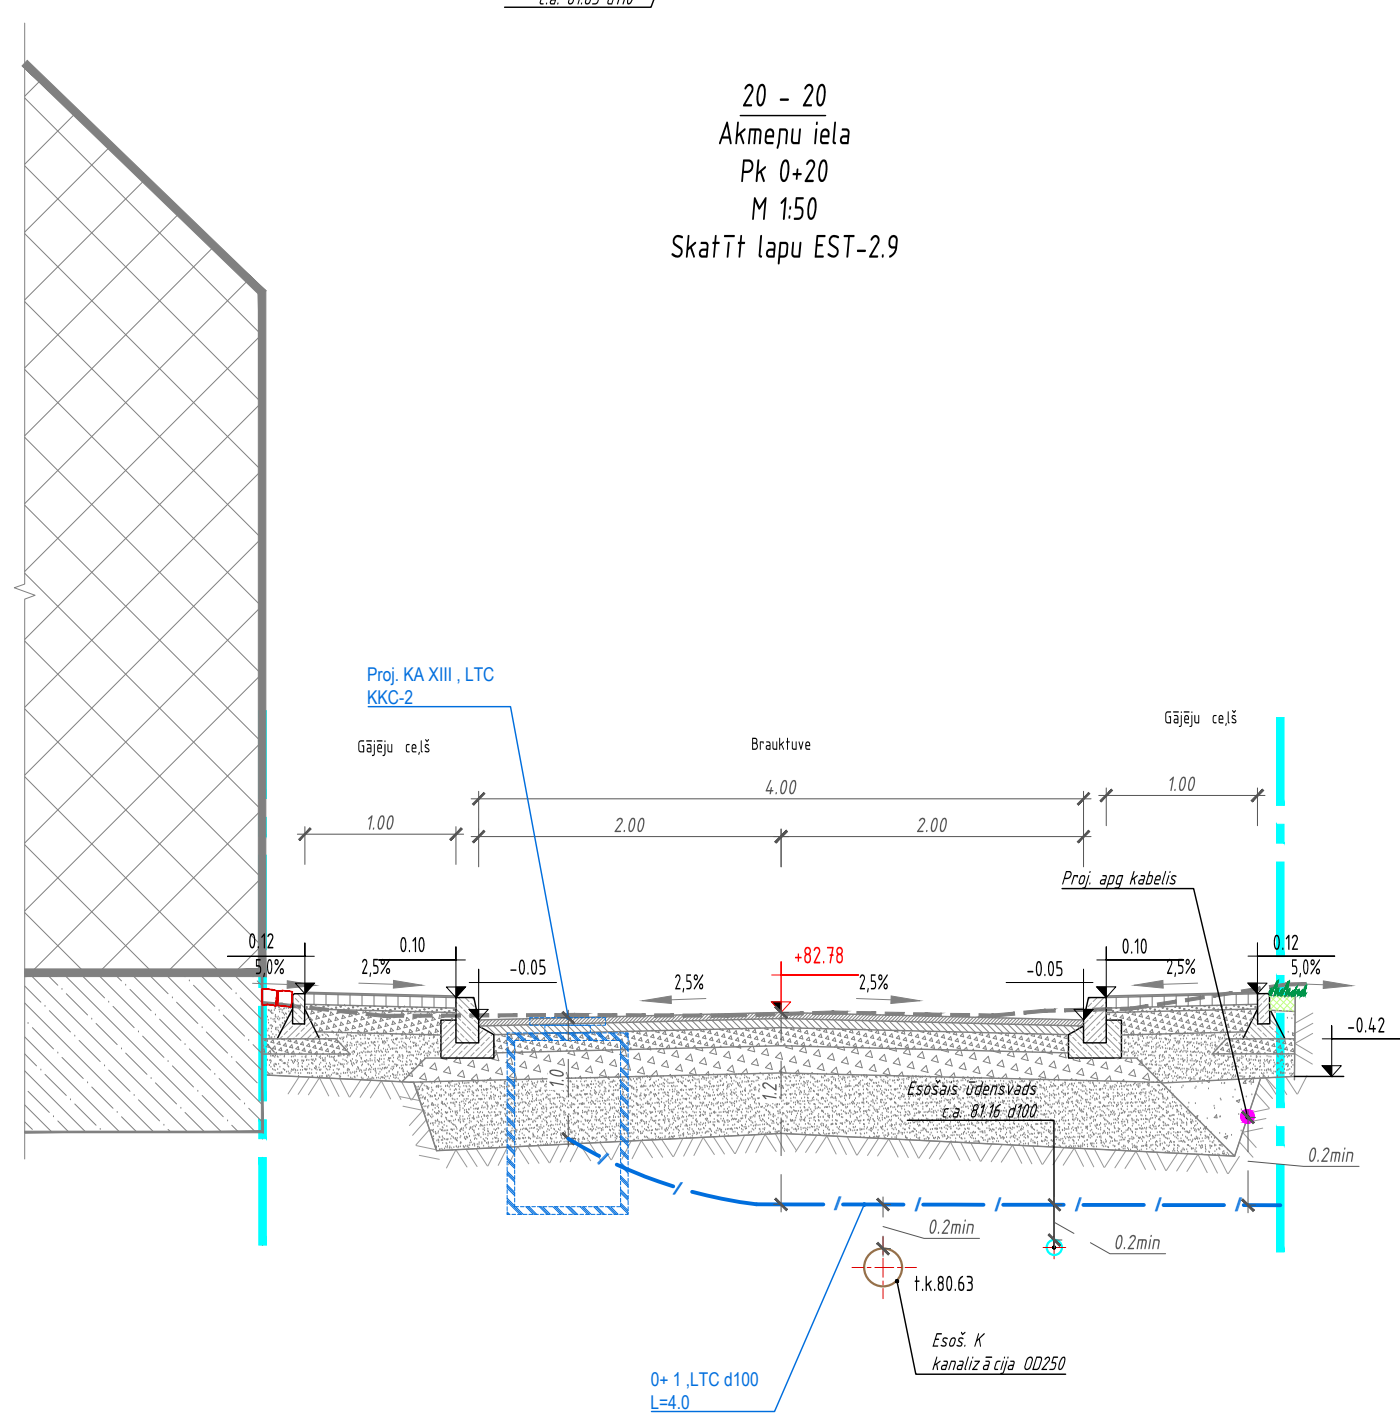 20 - 20
Akmeņu iela
Pk 0+20
M 1:50
Skatīt lapu EST-2.9
Proj. KA XIII , LTC
KKC-2
Gājēju ceļš
Brauktuve
Gājēju ceļš
4.00
1.00
1.00
2.00
2.00
Proj. apg kabelis
0.12
0.10
+82.78
0.10
0.12
5,0%
2,5%
-0.05
2,5%
2,5%
-0.05
2,5%
5,0%
-0.42
1.0
1.2
Esošais ūdensvads
c.a. 81.16 d100
0.2min
0.2min
0.2min
t.k.80.63
Esoš. K
kanalizācija OD250
0+ 1 ,LTC d100
L=4.0